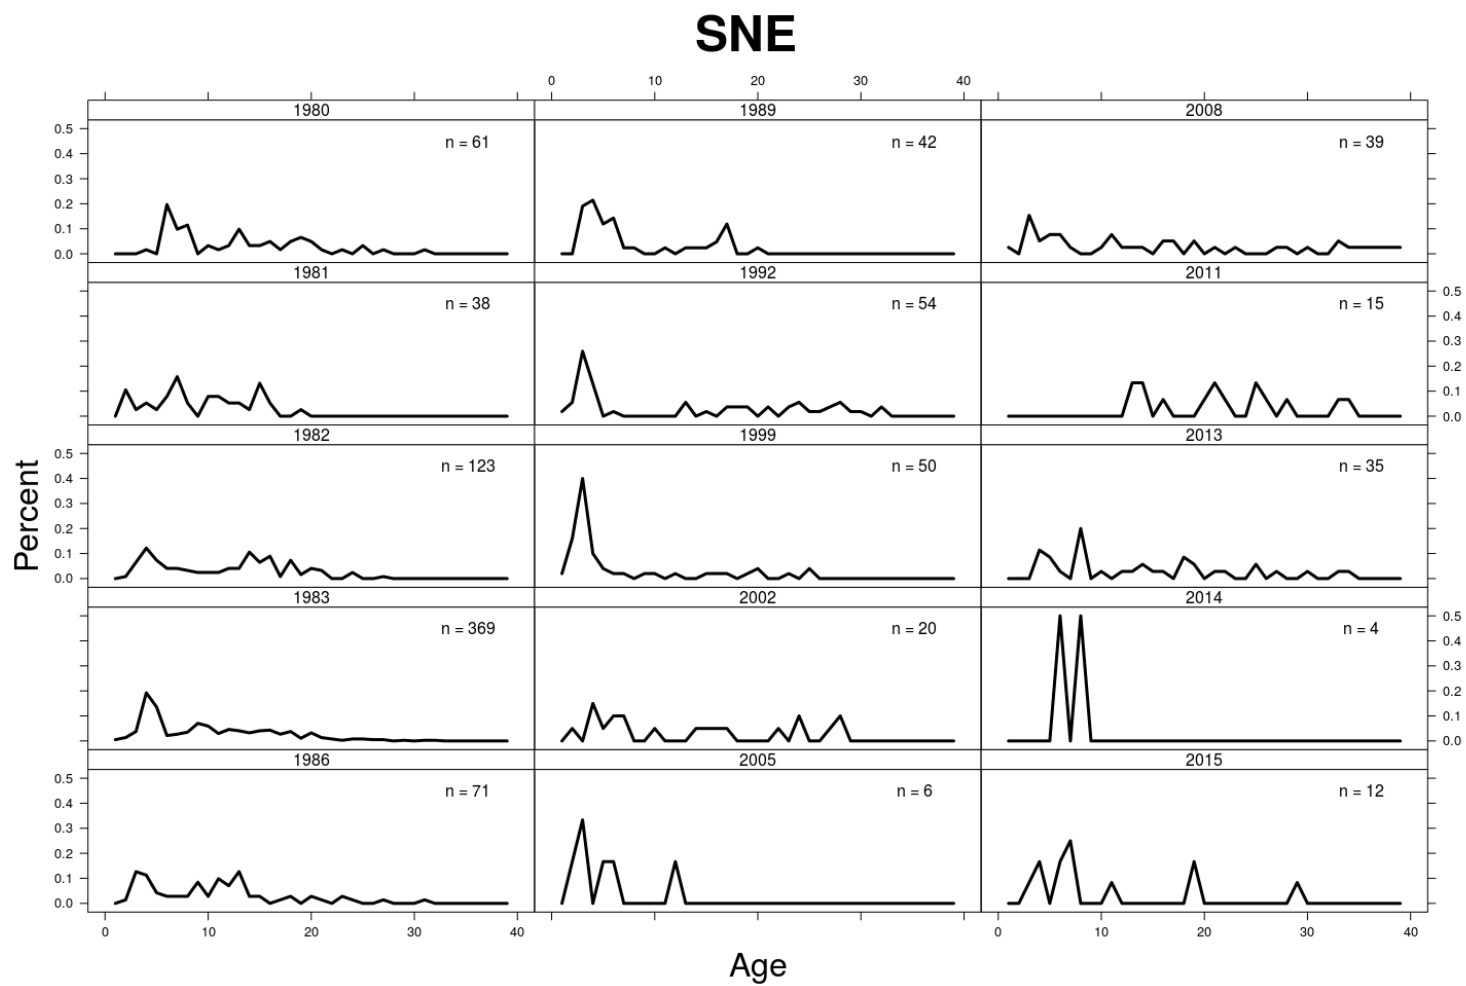 SNE
0 10 20 30 40
1980 1989 2008
0.5
0.4
0.3
0.2
0.1
0.0
n = 61 n = 42 n = 39
1981 1992 2011
n = 38 n = 54 n = 15
0.5
0.4
0.3
0.2
0.1
0.0
1982 1999 2013
0.5
0.4
0.3
0.2
0.1
0.0
n = 123 n = 50 n = 35
Percent
1983 2002 2014
n = 369 n = 20 n = 4
0.5
0.4
0.3
0.2
0.1
0.0
1986 2005 2015
0.5
0.4
0.3
0.2
0.1
0.0
n = 71 n = 6 n = 12
0 10 20 30 40 0 10 20 30 40
Age